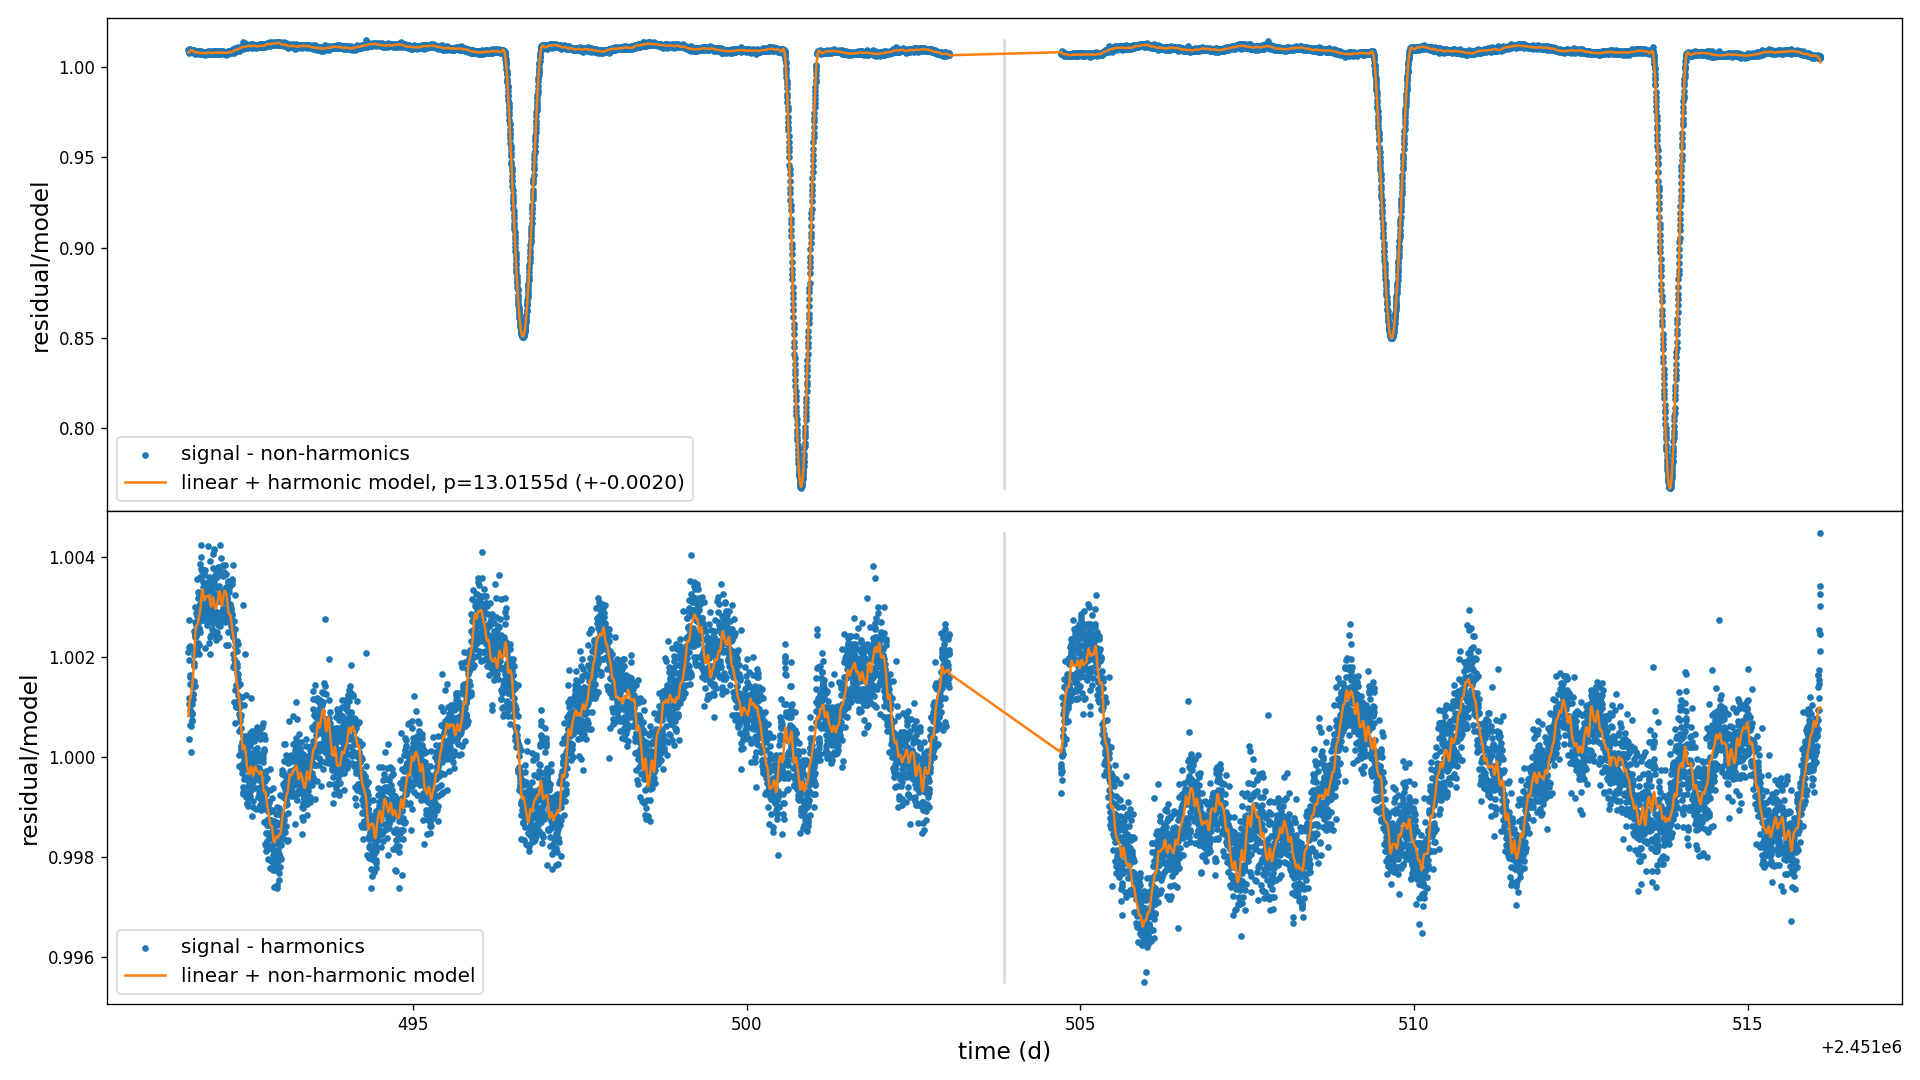 1.00
0.95
0.90
0.85
0.80
residual/model
signal - non-harmonics
linear + harmonic model, p=13.0155d (+-0.0020)
1.004
1.002
1.000
0.998
0.996
residual/model
signal - harmonics
linear + non-harmonic model
495
500
505
510
515
time (d)
+2.451e6